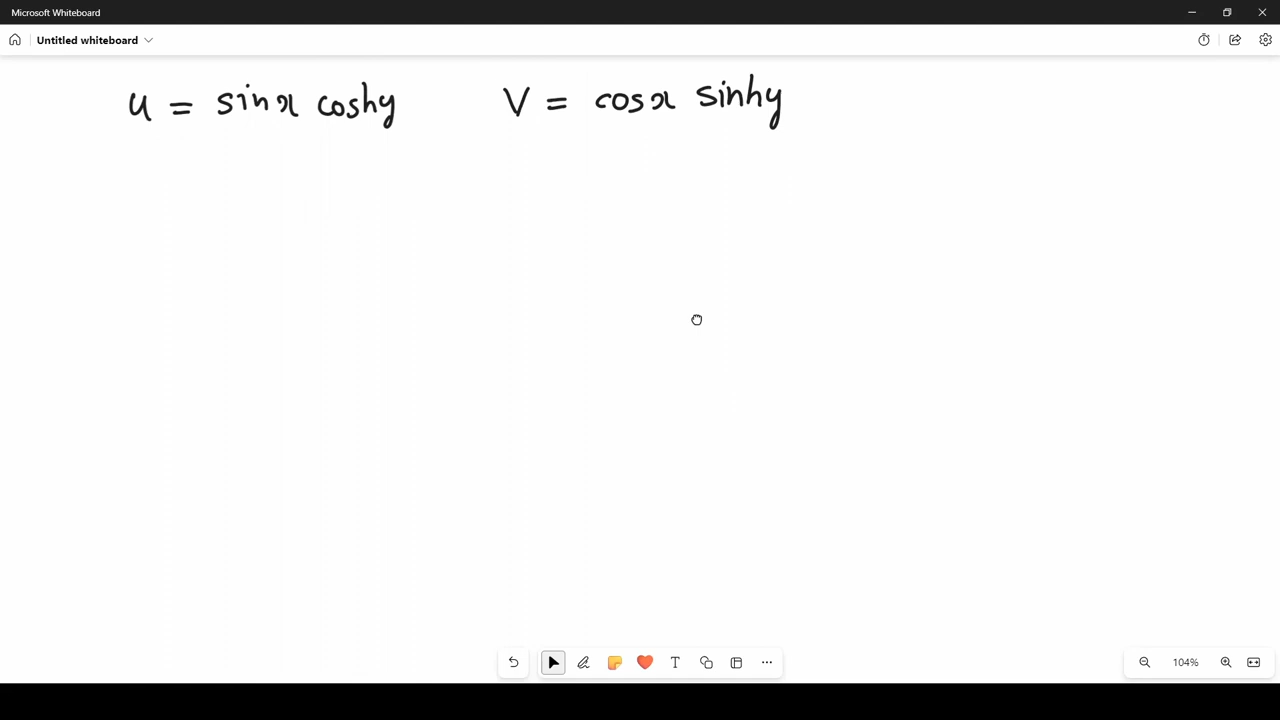 Microsoft Whiteboard
Untitled whiteboard
u = sinx coshy V = cosx sinhy
104%